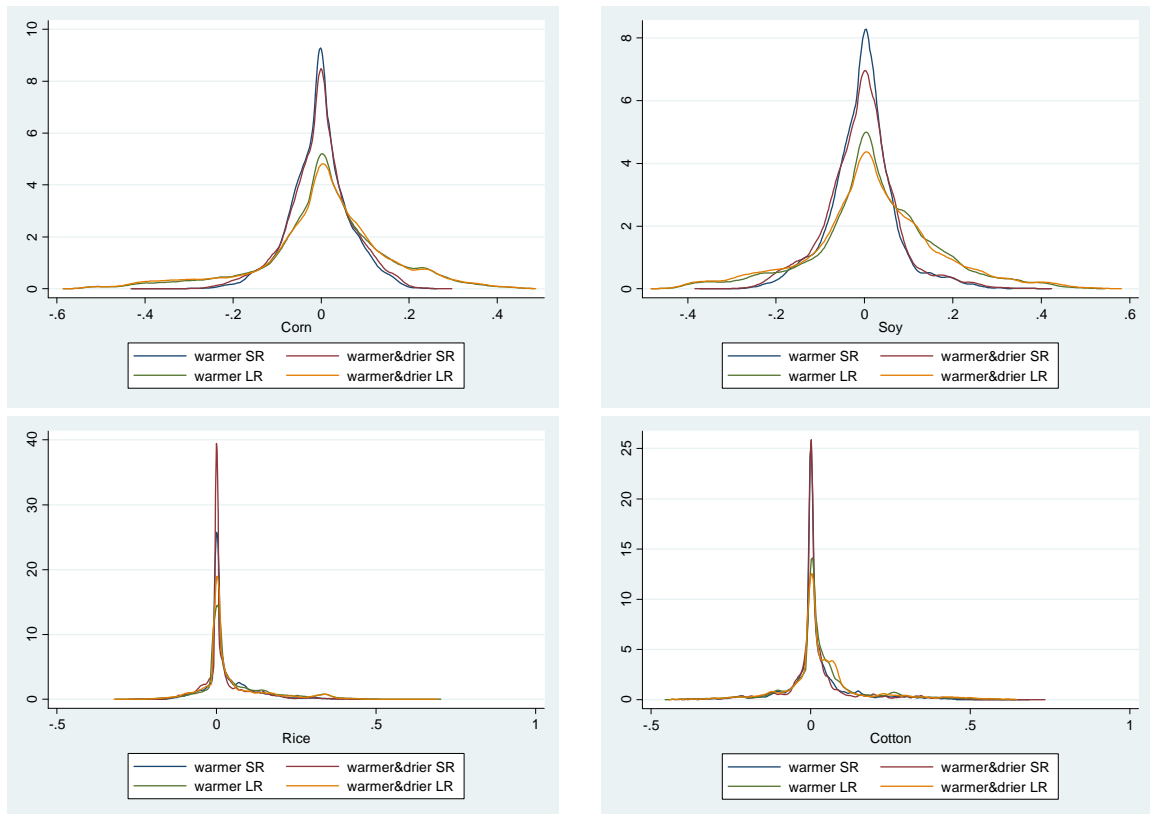 10
8
6
4
2
0
-.6 -.4 -.2 0 .2 .4
Corn
warmer SR warmer&drier SR
warmer LR warmer&drier LR
8
6
4
2
0
-.4 -.2 0 .2 .4 .6
Soy
warmer SR warmer&drier SR
warmer LR warmer&drier LR
40
30
20
10
0
-.5 0 .5 1
Rice
warmer SR warmer&drier SR
warmer LR warmer&drier LR
25
20
15
10
5
0
-.5 0 .5 1
Cotton
warmer SR warmer&drier SR
warmer LR warmer&drier LR